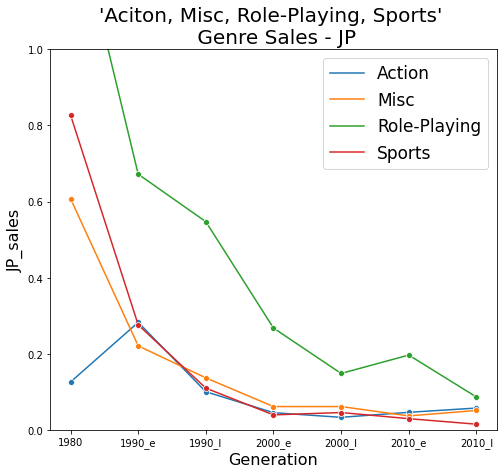 'Aciton, Misc, Role-Playing, Sports'
Genre Sales - JP
Action
Misc
Role-Playing
Sports
1.0
0.8
0.6
0.4
0.2
0.0
JP_sales
1980 1990_e 1990_l 2000_e 2000_l 2010_e 2010_l
Generation